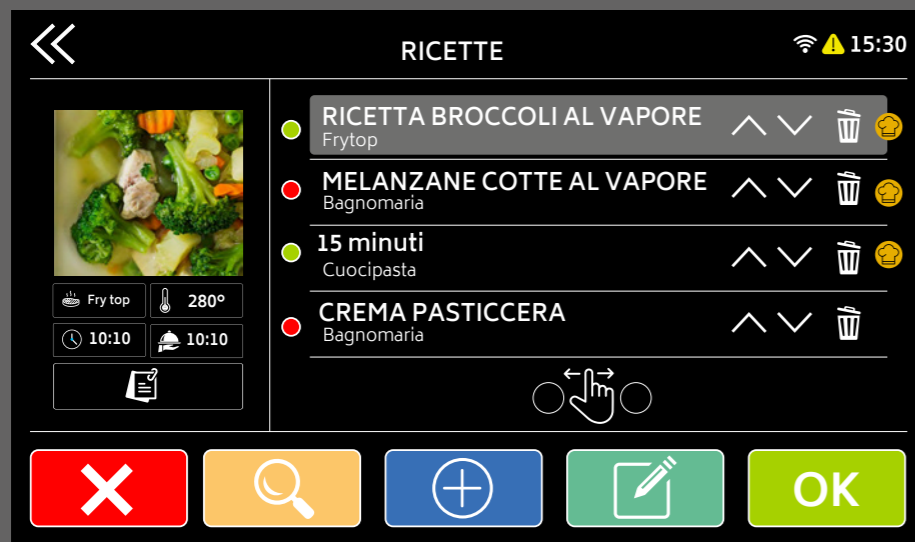 RICETTE
15:30
RICETTA BROCCOLI AL VAPORE
Frytop
MELANZANE COTTE AL VAPORE
Bagnomaria
15 minuti
Cuocipasta
CREMA PASTICCERA
Bagnomaria
Fry top
280°
10:10
10:10
OK